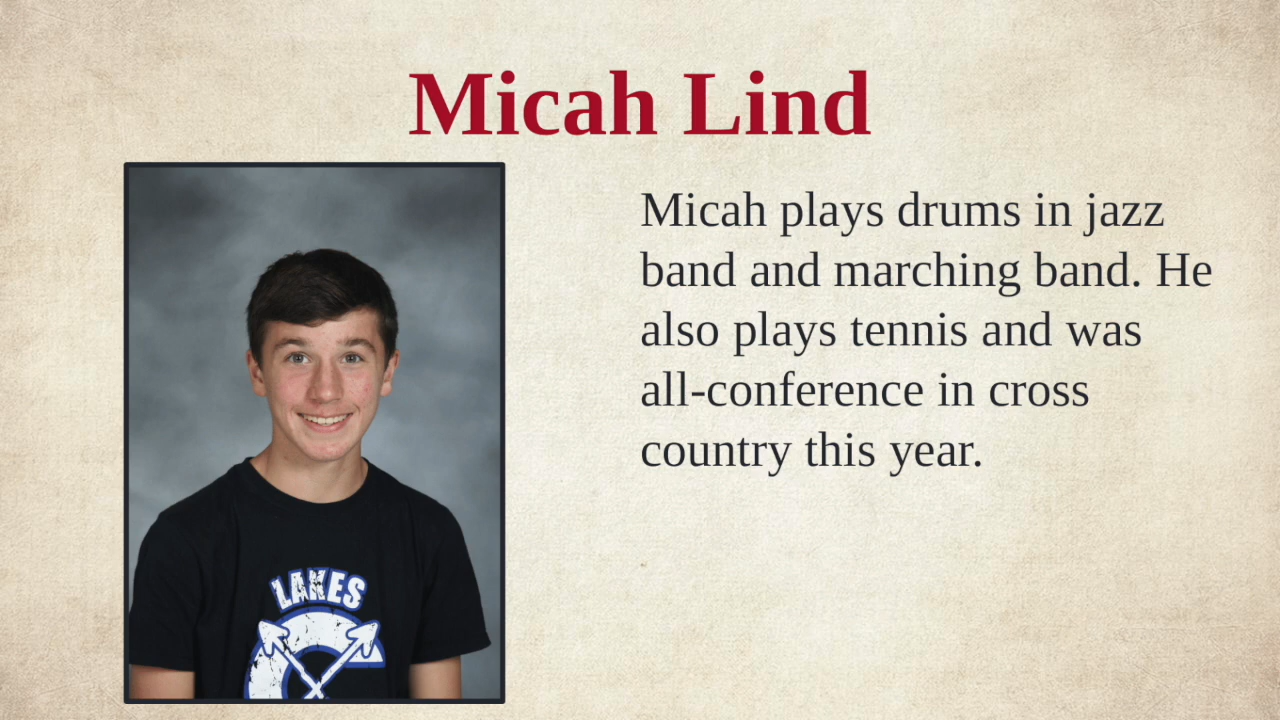 Micah Lind
Micah plays drums in jazz
band and marching band. He
also plays tennis and was
all-conference in cross
country this year.
LAKES